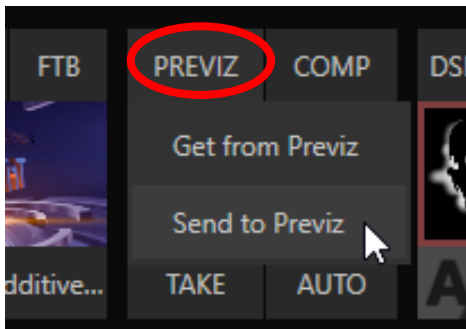 FTB PREVIZ COMP DS
Get from Previz
Send to Previz
dditive... TAKE AUTO A